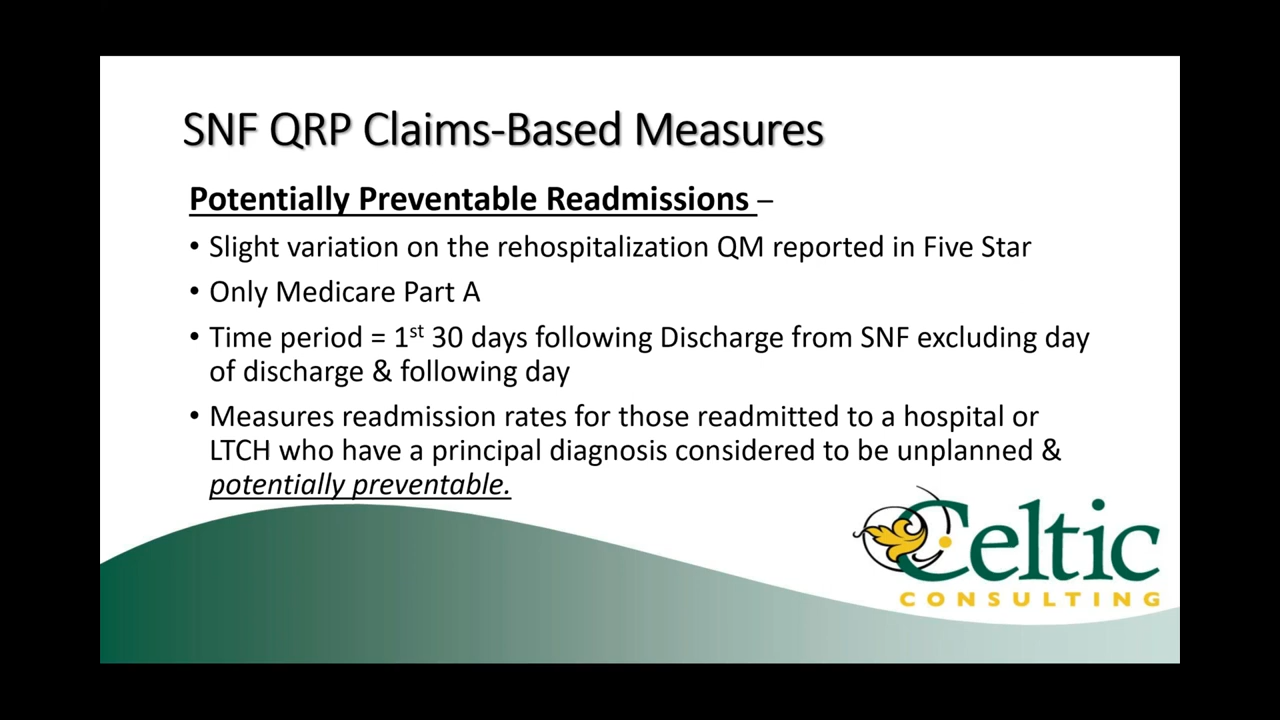 SNF QRP Claims-Based Measures
Potentially Preventable Readmissions –
• Slight variation on the rehospitalization QM reported in Five Star
• Only Medicare Part A
• Time period = 1st 30 days following Discharge from SNF excluding day
of discharge & following day
• Measures readmission rates for those readmitted to a hospital or
LTCH who have a principal diagnosis considered to be unplanned &
potentially preventable.
Celtic
CONSULTING